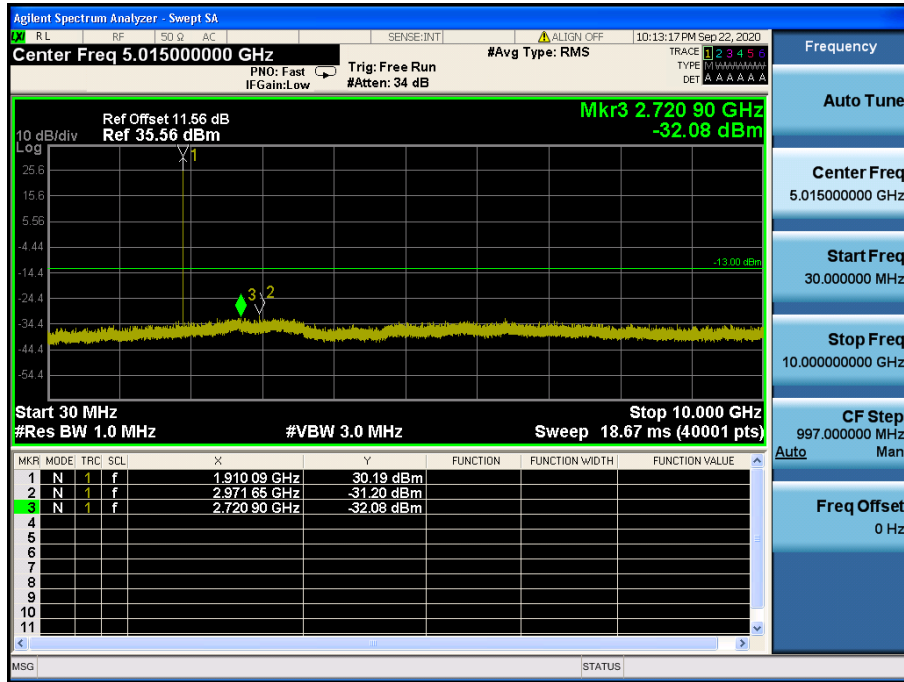 Agilent Spectrum Analyzer - Swept SA
LXI RL RF 50 Ω AC SENSE:INT ALIGN OFF 10:13:17 PM Sep 22, 2020
Center Freq 5.015000000 GHz
PNO: Fast
IFGain:Low
Trig: Free Run
#Atten: 34 dB
#Avg Type: RMS
TRACE 1 2 3 4 5 6
TYPE M W W W W W
DET A A A A A A
Ref Offset 11.56 dB
10 dB/div Ref 35.56 dBm
Log
Mkr3 2.720 90 GHz
-32.08 dBm
1
25.6
15.6
5.56
-4.44
-13.00 dBm
-14.4
3 2
-24.4
-34.4
-44.4
-54.4
Start 30 MHz Stop 10.000 GHz
#Res BW 1.0 MHz #VBW 3.0 MHz Sweep 18.67 ms (40001 pts)
MKR MODE TRC SCL X Y FUNCTION FUNCTION WIDTH FUNCTION VALUE
1 N 1 f 1.910 09 GHz 30.19 dBm
2 N 1 f 2.971 65 GHz -31.20 dBm
3 N 1 f 2.720 90 GHz -32.08 dBm
4
5
6
7
8
9
10
11
MSG STATUS
Frequency
Auto Tune
Center Freq
5.015000000 GHz
Start Freq
30.000000 MHz
Stop Freq
10.000000000 GHz
CF Step
997.000000 MHz
Auto Man
Freq Offset
0 Hz